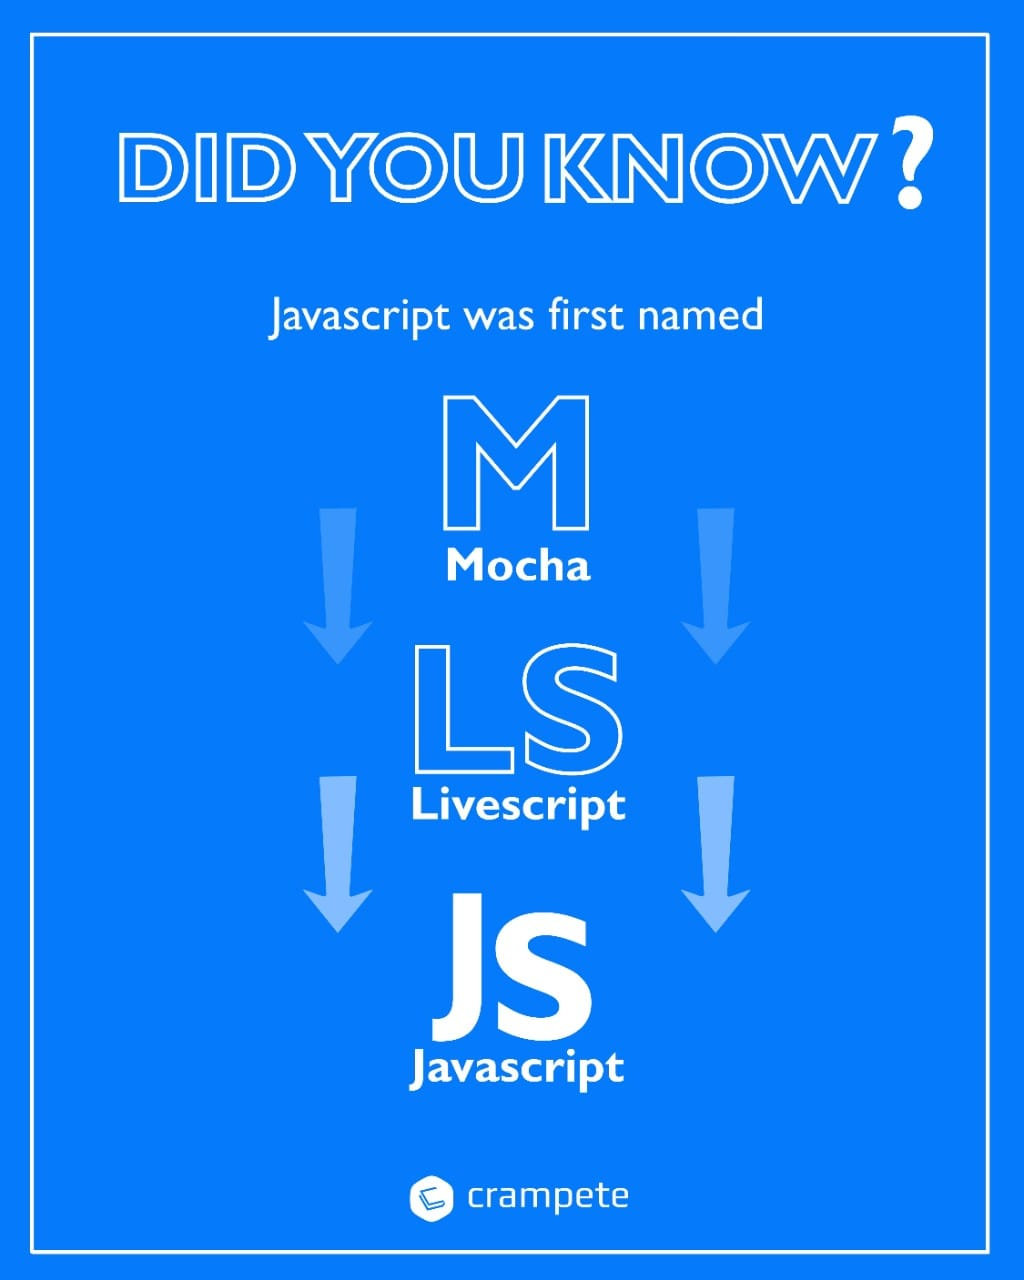 DID YOU KNOW?
Javascript was first named
M
Mocha
LS
Livescript
JS
Javascript
crampete